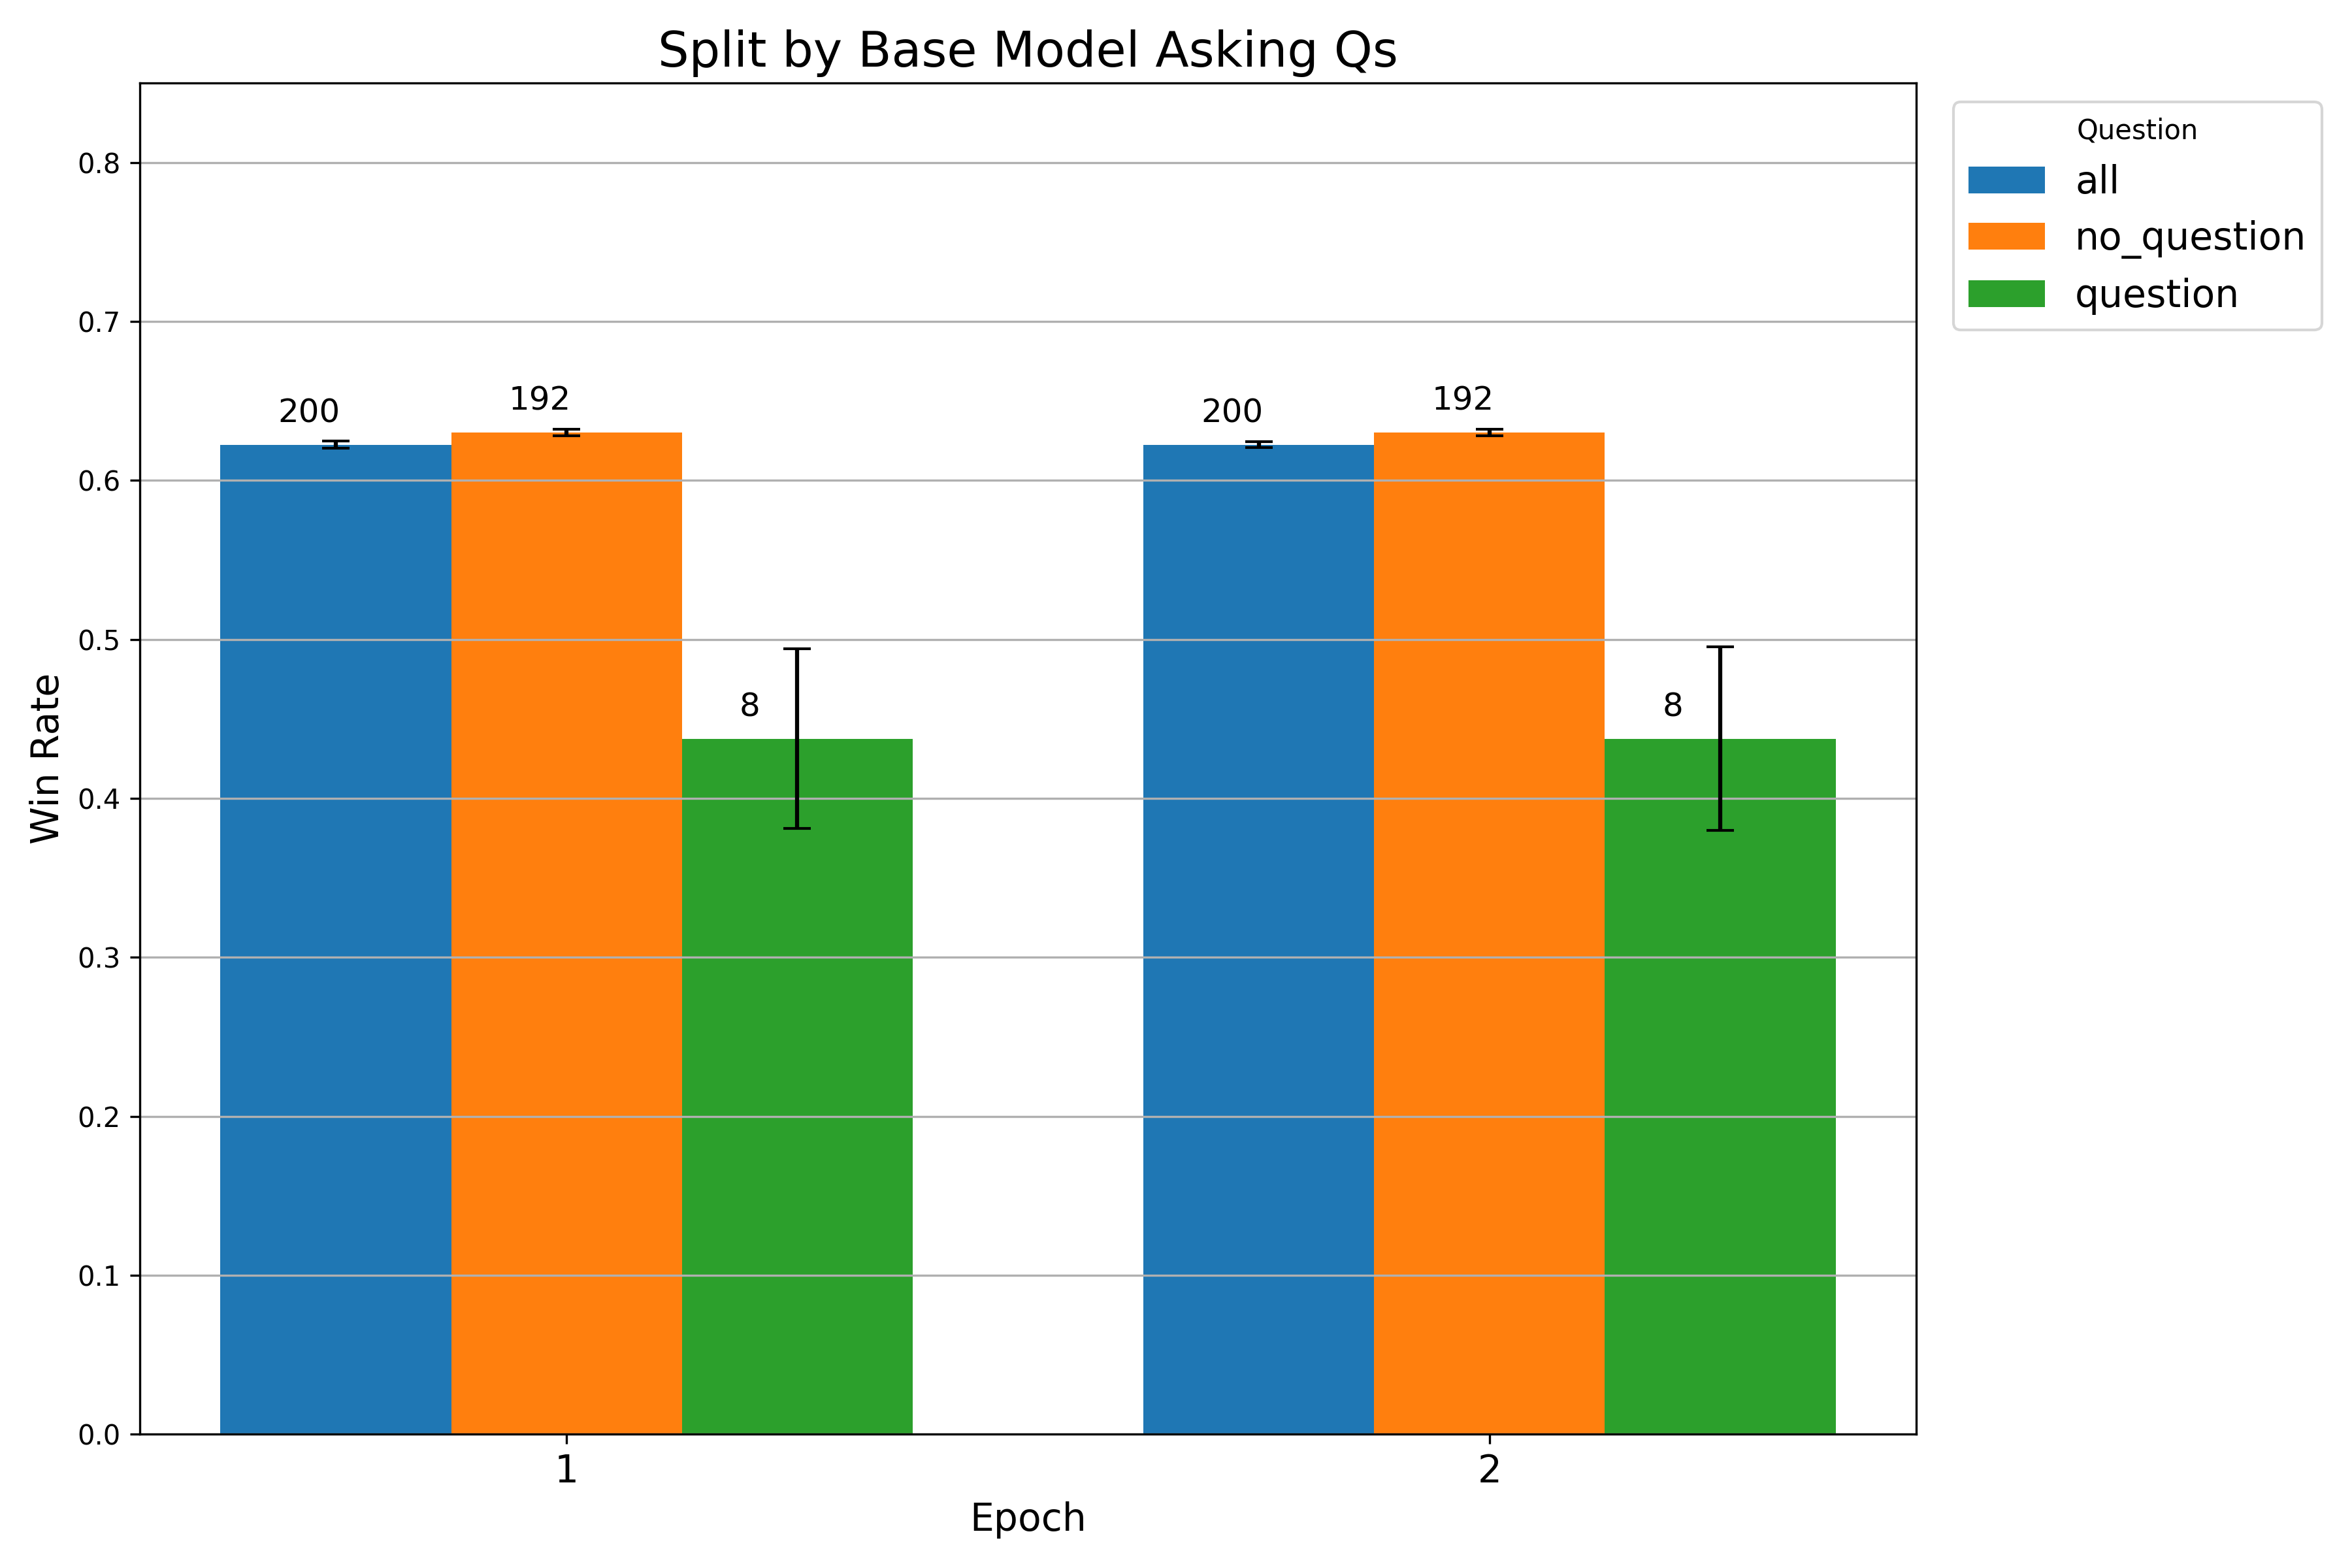 Split by Base Model Asking Qs
Question
all
no_question
question
Win Rate
0.8
0.7
0.6
0.5
0.4
0.3
0.2
0.1
0.0
200
192
8
200
192
8
1
2
Epoch